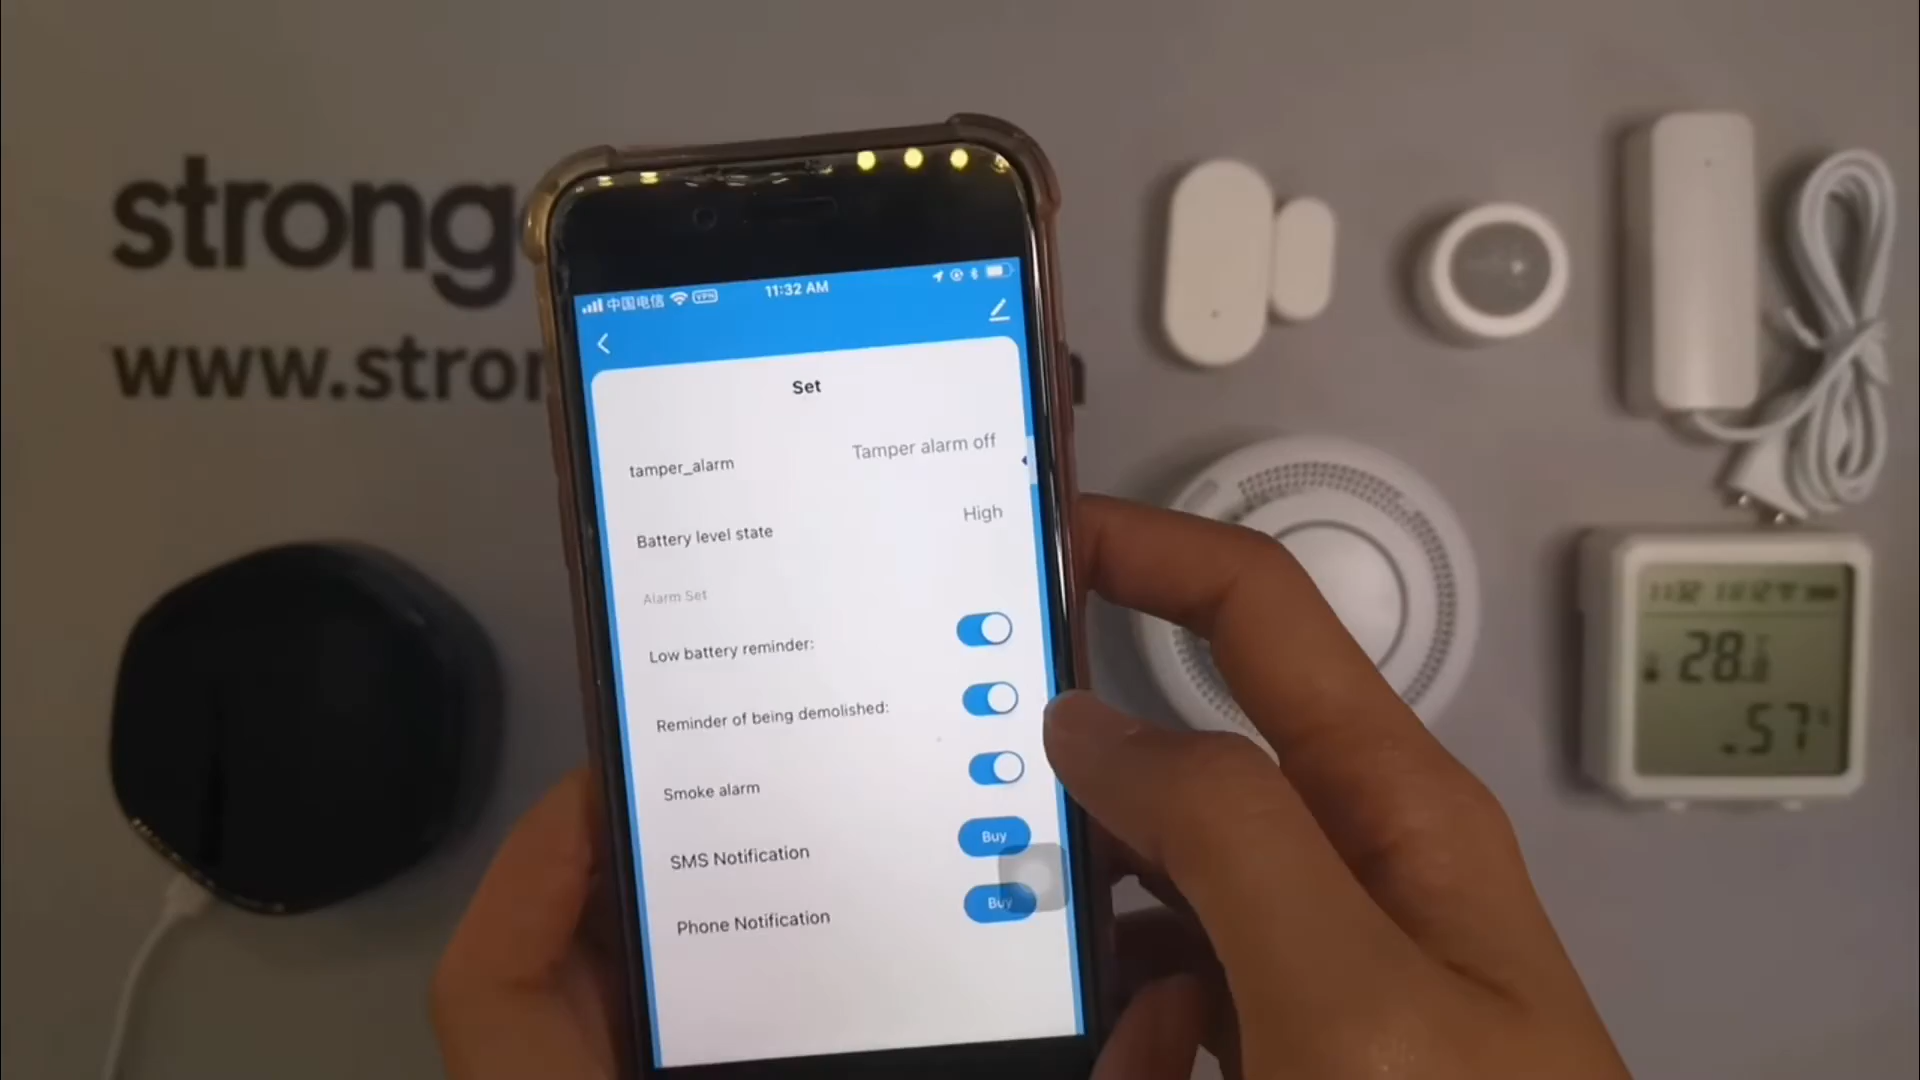 strong
www.stron
中国电信 VPN 11:32 AM
Set
tamper_alarm Tamper alarm off
Battery level state High
Alarm Set
Low battery reminder:
Reminder of being demolished:
Smoke alarm
SMS Notification Buy
Phone Notification Buy
11:32
28
57